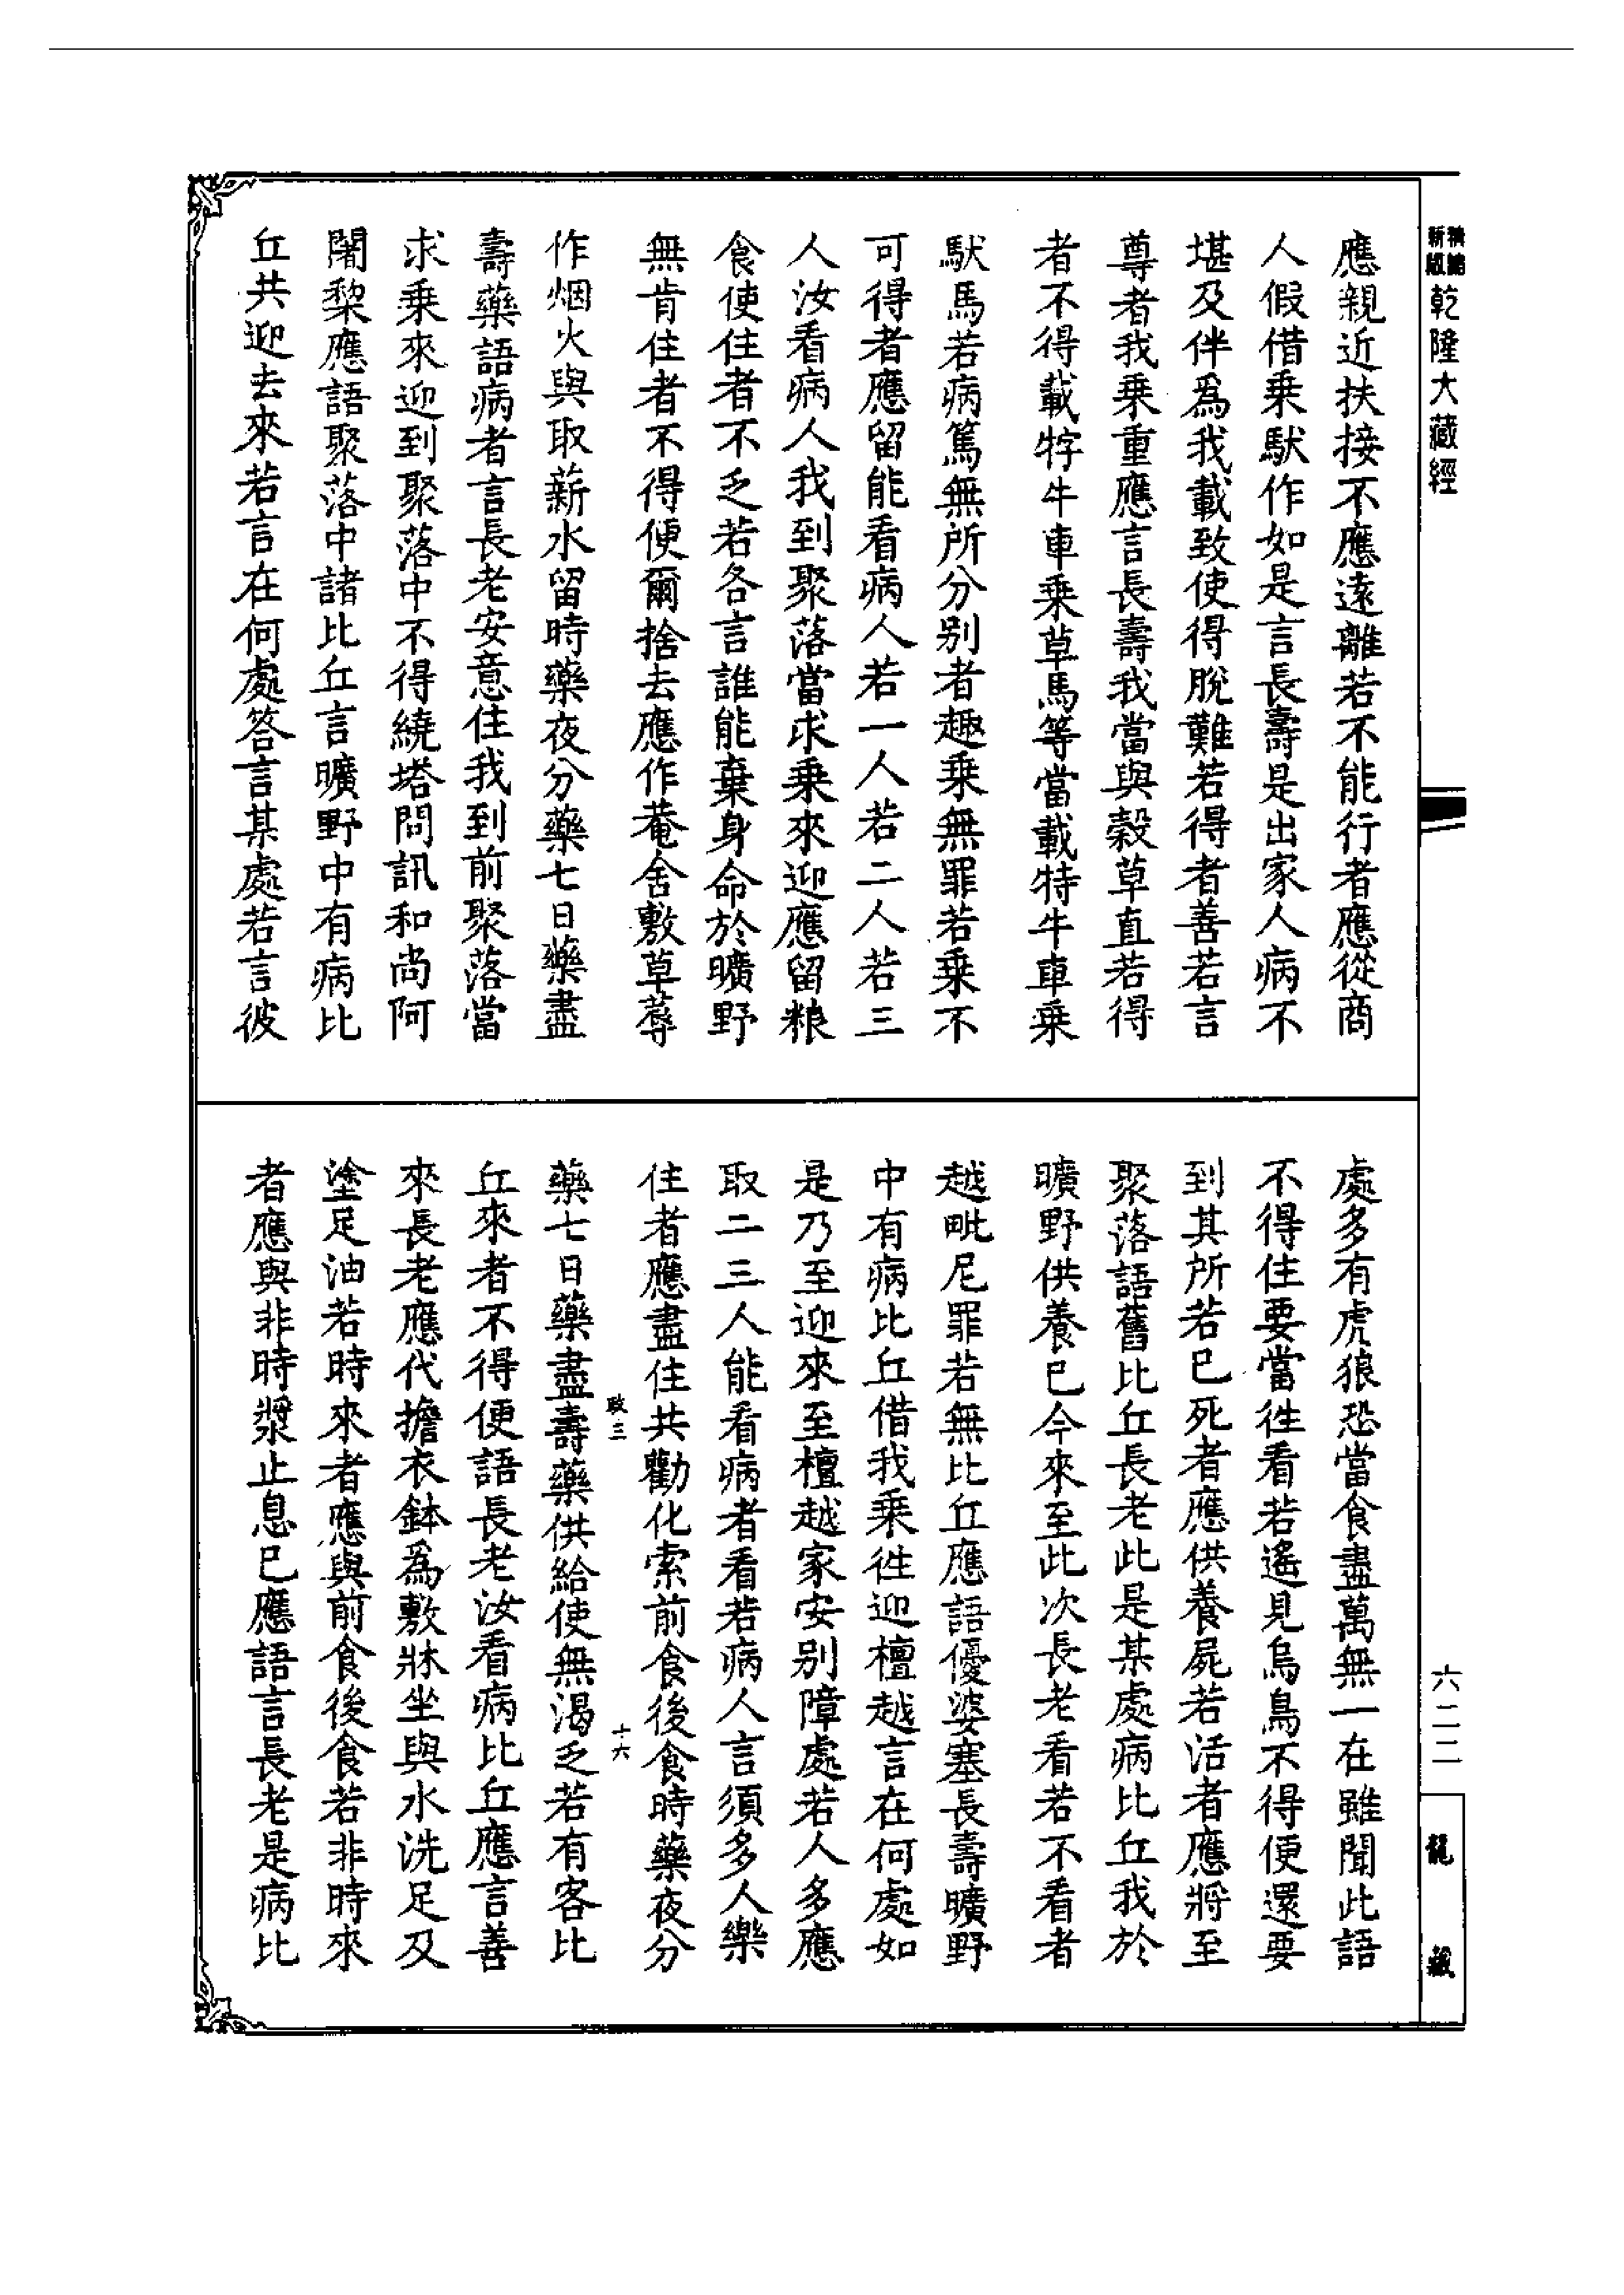 乾隆大藏經
應親近扶接不應遠離若不能行者應從商
人假借乗馱作如是言長壽是出家人病不
堪及伴爲我載致使得脫難若得者善若言
尊者我乗重應言長壽我當與穀草直若得
者不得載牸牛車乗草馬等當載特牛車乗
馱馬若病篤無所分別者趣乗無罪若乗不
可得者應留能看病人若一人若二人若三
人汝看病人我到聚落當求乗來迎應留粮
食使住者不乏若各言誰能棄身命於曠野
無肯住者不得便爾捨去應作菴舍敷草蓐
作烟火與取薪水留時藥夜分藥七日藥盡
壽藥語病者言長老安意住我到前聚落當
求乗來迎到聚落中不得繞塔問訊和尚阿
闍黎應語聚落中諸比丘言曠野中有病比
丘共迎去來若言在何處答言某處若言彼
處多有虎狼恐當食盡萬無一在雖聞此語
不得住要當徃看若遙見烏鳥不得便還要
到其所若巳死者應供養屍若活者應將至
聚落語舊比丘長老此是某處病比丘我於
曠野供養巳今來至此次長老看若不看者
越毗尼罪若無比丘應語優婆塞長壽曠野
中有病比丘借我乗徃迎檀越言在何處如
是乃至迎來至檀越家安別障處若人多應
取二三人能看病者看若病人言須多人樂
住者應盡住共勸化索前食後食時藥夜分
藥七日藥盡壽藥供給使無渴乏若有客比
丘來者不得便語長老汝看病比丘應言善
來長老應代擔衣鉢爲敷牀坐與水洗足及
塗足油若時來者應與前食後食若非時來
者應與非時漿止息巳應語言長老是病比
十六
六二二
龍藏